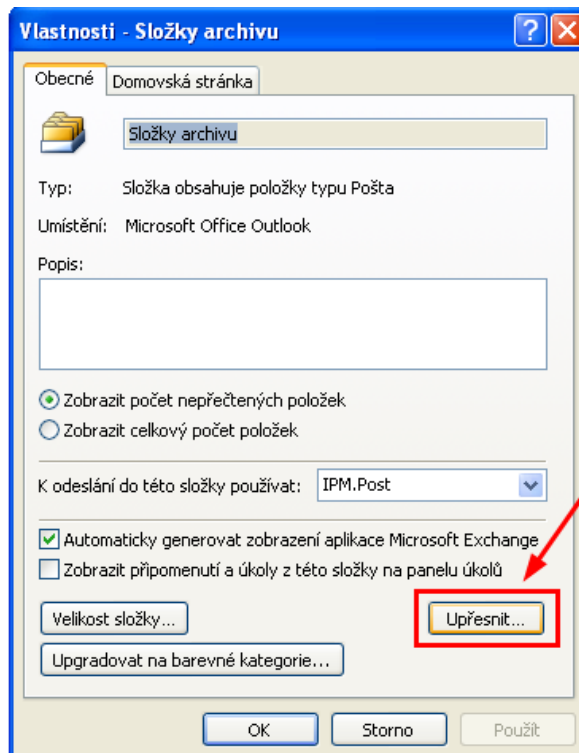 Vlastnosti - Složky archivu
Obecné
Domovská stránka
Složky archivu
Typ: Složka obsahuje položky typu Pošta
Umístění: Microsoft Office Outlook
Popis:
Zobrazit počet nepřečtených položek
Zobrazit celkový počet položek
K odeslání do této složky používat: IPM.Post
Automaticky generovat zobrazení aplikace Microsoft Exchange
Zobrazit připomenutí a úkoly z této složky na panelu úkolů
Velikost složky... Upřesnit...
Upgradovat na barevné kategorie...
OK Storno Použít